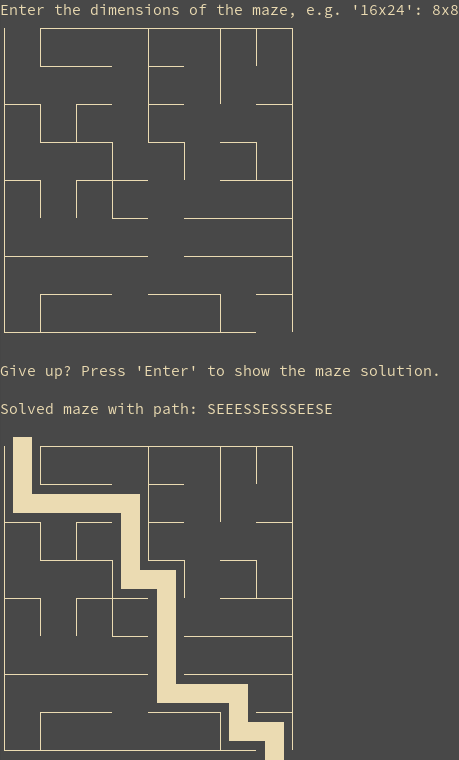 Enter the dimensions of the maze, e.g. '16x24': 8x8
Give up? Press 'Enter' to show the maze solution.
Solved maze with path: SEEESSESSSEESE